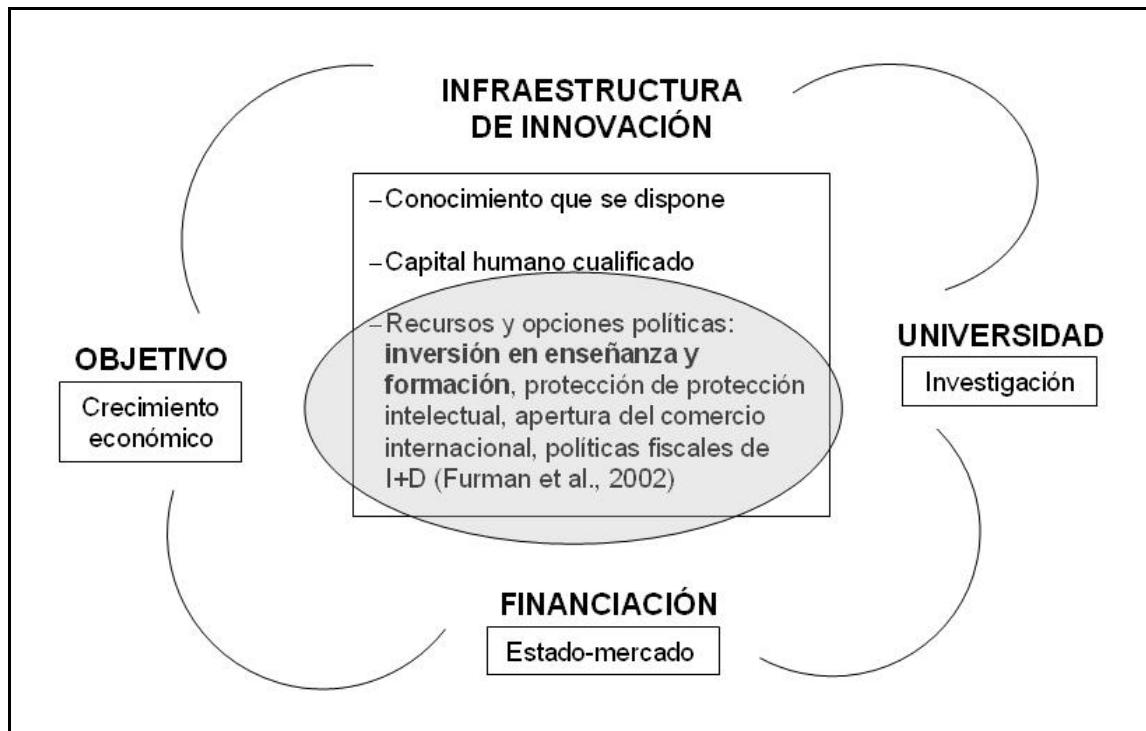 INFRAESTRUCTURA
DE INNOVACIÓN
–Conocimiento que se dispone
–Capital humano cualificado
–Recursos y opciones políticas:
inversión en enseñanza y
formación, protección de protección
intelectual, apertura del comercio
internacional, políticas fiscales de
I+D (Furman et al., 2002)
OBJETIVO
Crecimiento
económico
UNIVERSIDAD
Investigación
FINANCIACIÓN
Estado-mercado